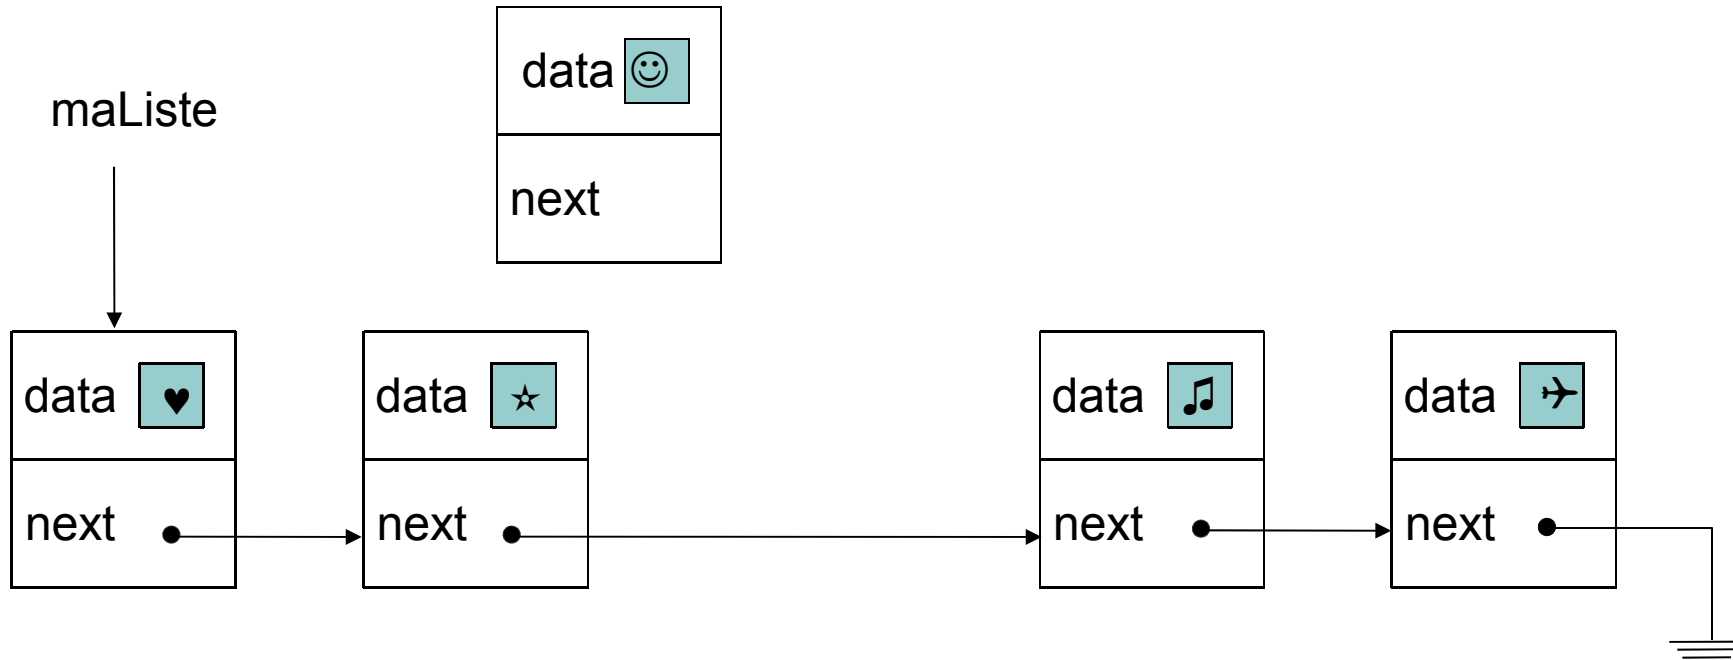 data ☺
maListe
next
data ♥ data ☆ data ♫ data ✈
next next next next